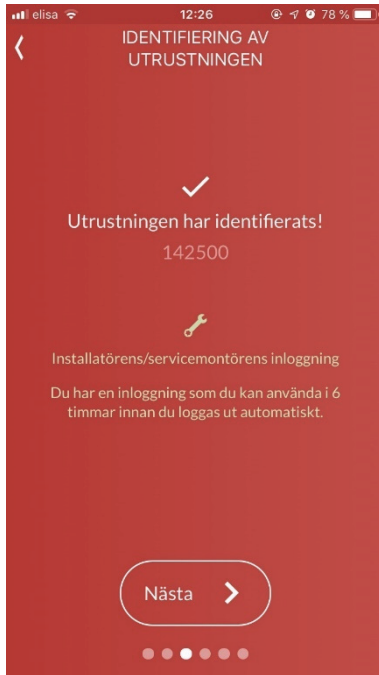 elisa 12:26 78 %
IDENTIFIERING AV
UTRUSTNINGEN
Utrustningen har identifierats!
142500
Installatörens/servicemontörens inloggning
Du har en inloggning som du kan använda i 6
timmar innan du loggas ut automatiskt.
Nästa